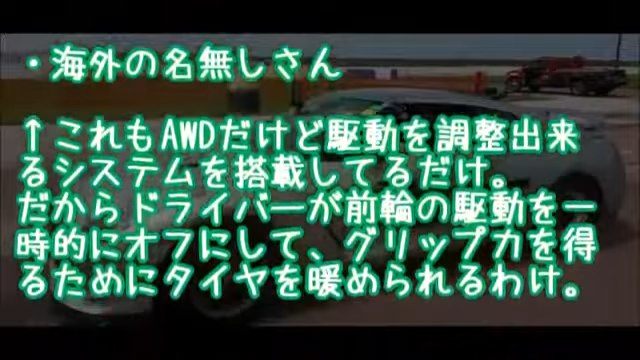 ・海外の名無しさん
↑これもAWDだけど駆動を調整出来
るシステムを搭載してるだけ。
だからドライバーが前輪の駆動を一
時的にオフにして、グリップ力を得
るためにタイヤを暖められるわけ。